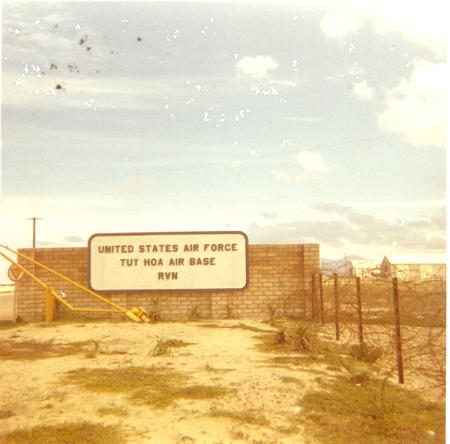 UNITED STATES AIR FORCE
TUY HOA AIR BASE
RVN